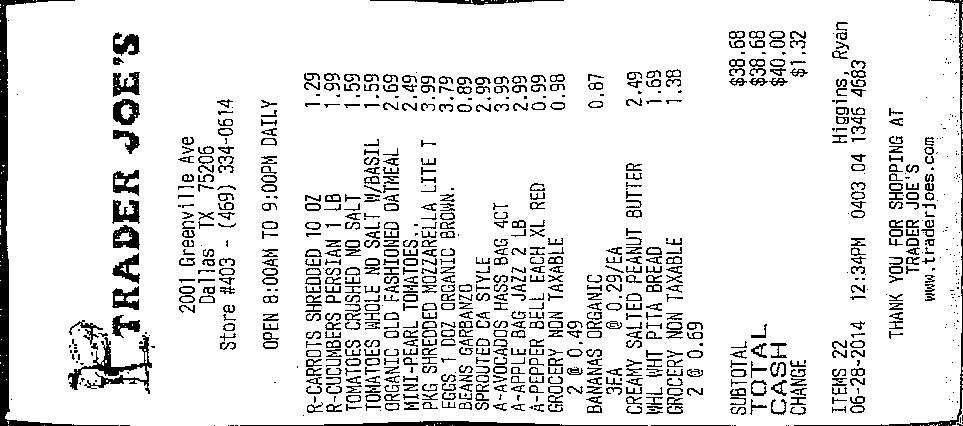 TRADER JOE'S
2001 Greenville Ave
Dallas TX 75206
Store #403 - (469) 334-0614
OPEN 8:00AM TO 9:00PM DAILY
R-CARROTS SHREDDED 10 OZ 1.29
R-CUCUMBERS PERSIAN 1 LB 1.99
TOMATOES CRUSHED NO SALT 1.59
TOMATOES WHOLE NO SALT W/BASIL 1.59
ORGANIC OLD FASHIONED OATMEAL 2.69
MINI-PEARL TOMATOES.. 2.49
PKG SHREDDED MOZZARELLA LITE T 3.99
EGGS 1 DOZ ORGANIC BROWN. 3.79
BEANS GARBANZO 0.89
SPROUTED CA STYLE 2.99
A-AVOCADOS HASS BAG 4CT 3.99
A-APPLE BAG JAZZ 2 LB 2.99
A-PEPPER BELL EACH XL RED 0.99
GROCERY NON TAXABLE 0.98
2 @ 0.49
BANANAS ORGANIC 0.87
3EA @ 0.29/EA
CREAMY SALTED PEANUT BUTTER 2.49
WHL WHT PITA BREAD 1.69
GROCERY NON TAXABLE 1.38
2 @ 0.69
SUBTOTAL $38.68
TOTAL $38.68
CASH $40.00
CHANGE $1.32
ITEMS 22 Higgins, Ryan
06-28-2014 12:34PM 0403 04 1346 4683
THANK YOU FOR SHOPPING AT
TRADER JOE'S
www.traderjoes.com